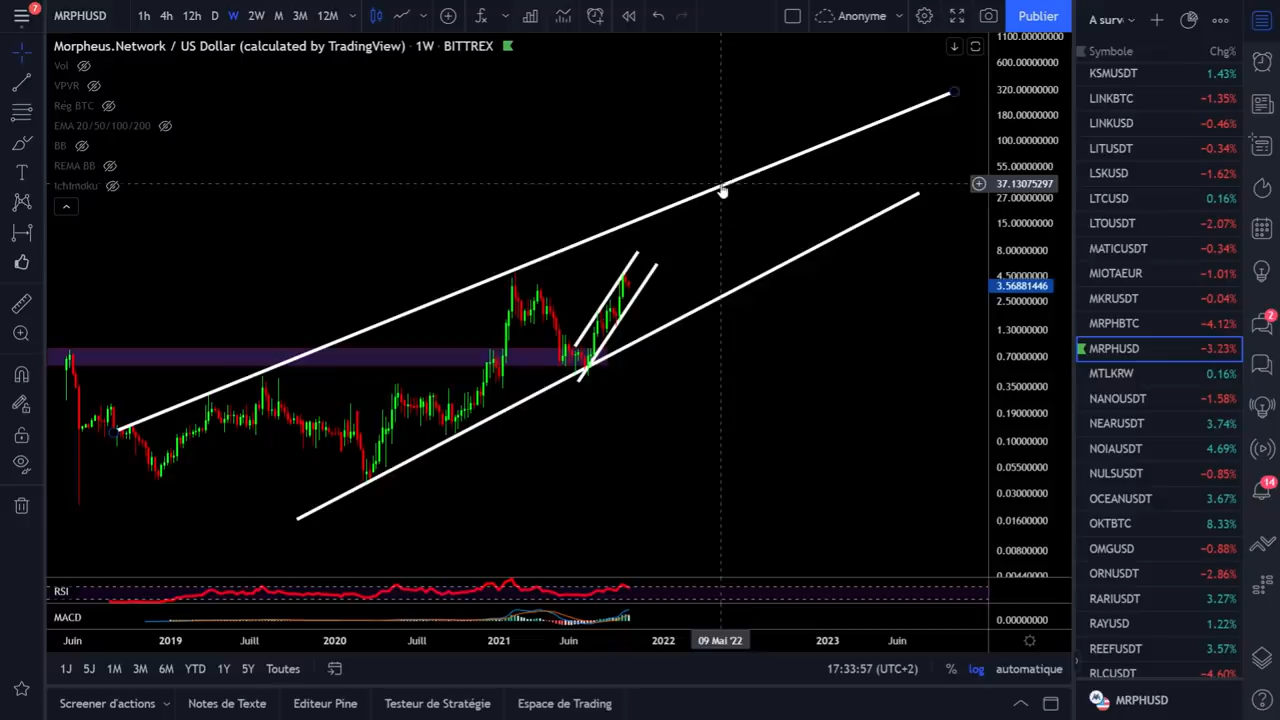 7
MRPHUSD 1h 4h 12h D W 2W M 3M 12M Anonyme Publier A surv
Morpheus.Network / US Dollar (calculated by TradingView) · 1W · BITTREX
Vol
VPVR
Rég BTC
EMA 20/50/100/200
BB
REMA BB
Ichimoku
1100.00000000
600.00000000
320.00000000
180.00000000
100.00000000
55.00000000
37.13075297
27.00000000
15.00000000
8.00000000
4.50000000
3.56881446
2.50000000
1.30000000
0.70000000
0.35000000
0.19000000
0.10000000
0.05500000
0.03000000
0.01600000
0.00800000
0.00440000
RSI
MACD
0.00000000
Juin 2019 Juill 2020 Juill 2021 Juin 2022 09 Mai '22 2023 Juin
1J 5J 1M 3M 6M YTD 1Y 5Y Toutes 17:33:57 (UTC+2) % log automatique
Screener d'actions Notes de Texte Editeur Pine Testeur de Stratégie Espace de Trading
Symbole Chg%
KSMUSDT 1.43%
LINKBTC −1.35%
LINKUSD −0.46%
LITUSDT −0.34%
LSKUSD −1.62%
LTCUSD 0.16%
LTOUSDT −2.07%
MATICUSDT −0.34%
MIOTAEUR −1.01%
MKRUSDT −0.04%
MRPHBTC −4.12%
MRPHUSD −3.23%
MTLKRW 0.16%
NANOUSDT −1.58%
NEARUSDT 3.74%
NOIAUSDT 4.69%
NULSUSDT −0.85%
OCEANUSDT 3.67%
OKTBTC 8.33%
OMGUSD −0.88%
ORNUSDT −2.86%
RARIUSDT 3.27%
RAYUSD 1.22%
REEFUSDT 3.57%
RLCUSDT −4.60%
MRPHUSD
2
14